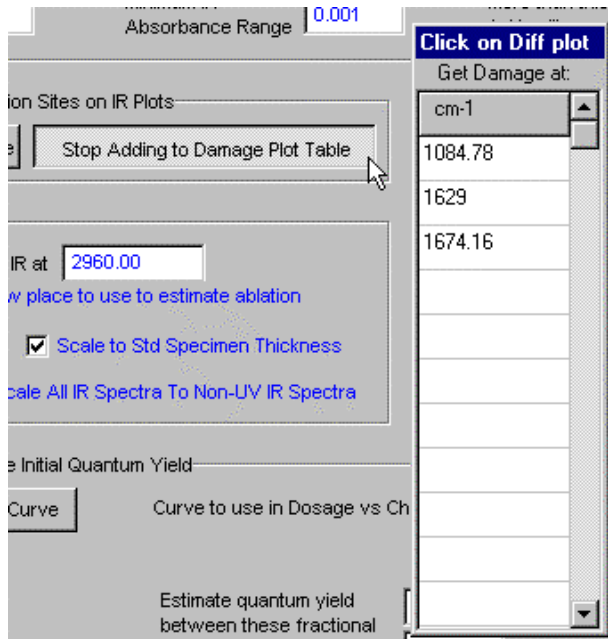 0.001
Absorbance Range
Click on Diff plot
Get Damage at:
cm-1
ion Sites on IR Plots
Stop Adding to Damage Plot Table
1084.78
1629
1674.16
IR at 2960.00
place to use to estimate ablation
Scale to Std Specimen Thickness
cale All IR Spectra To Non-UV IR Spectra
e Initial Quantum Yield
Curve
Curve to use in Dosage vs Ch
Estimate quantum yield
between these fractional